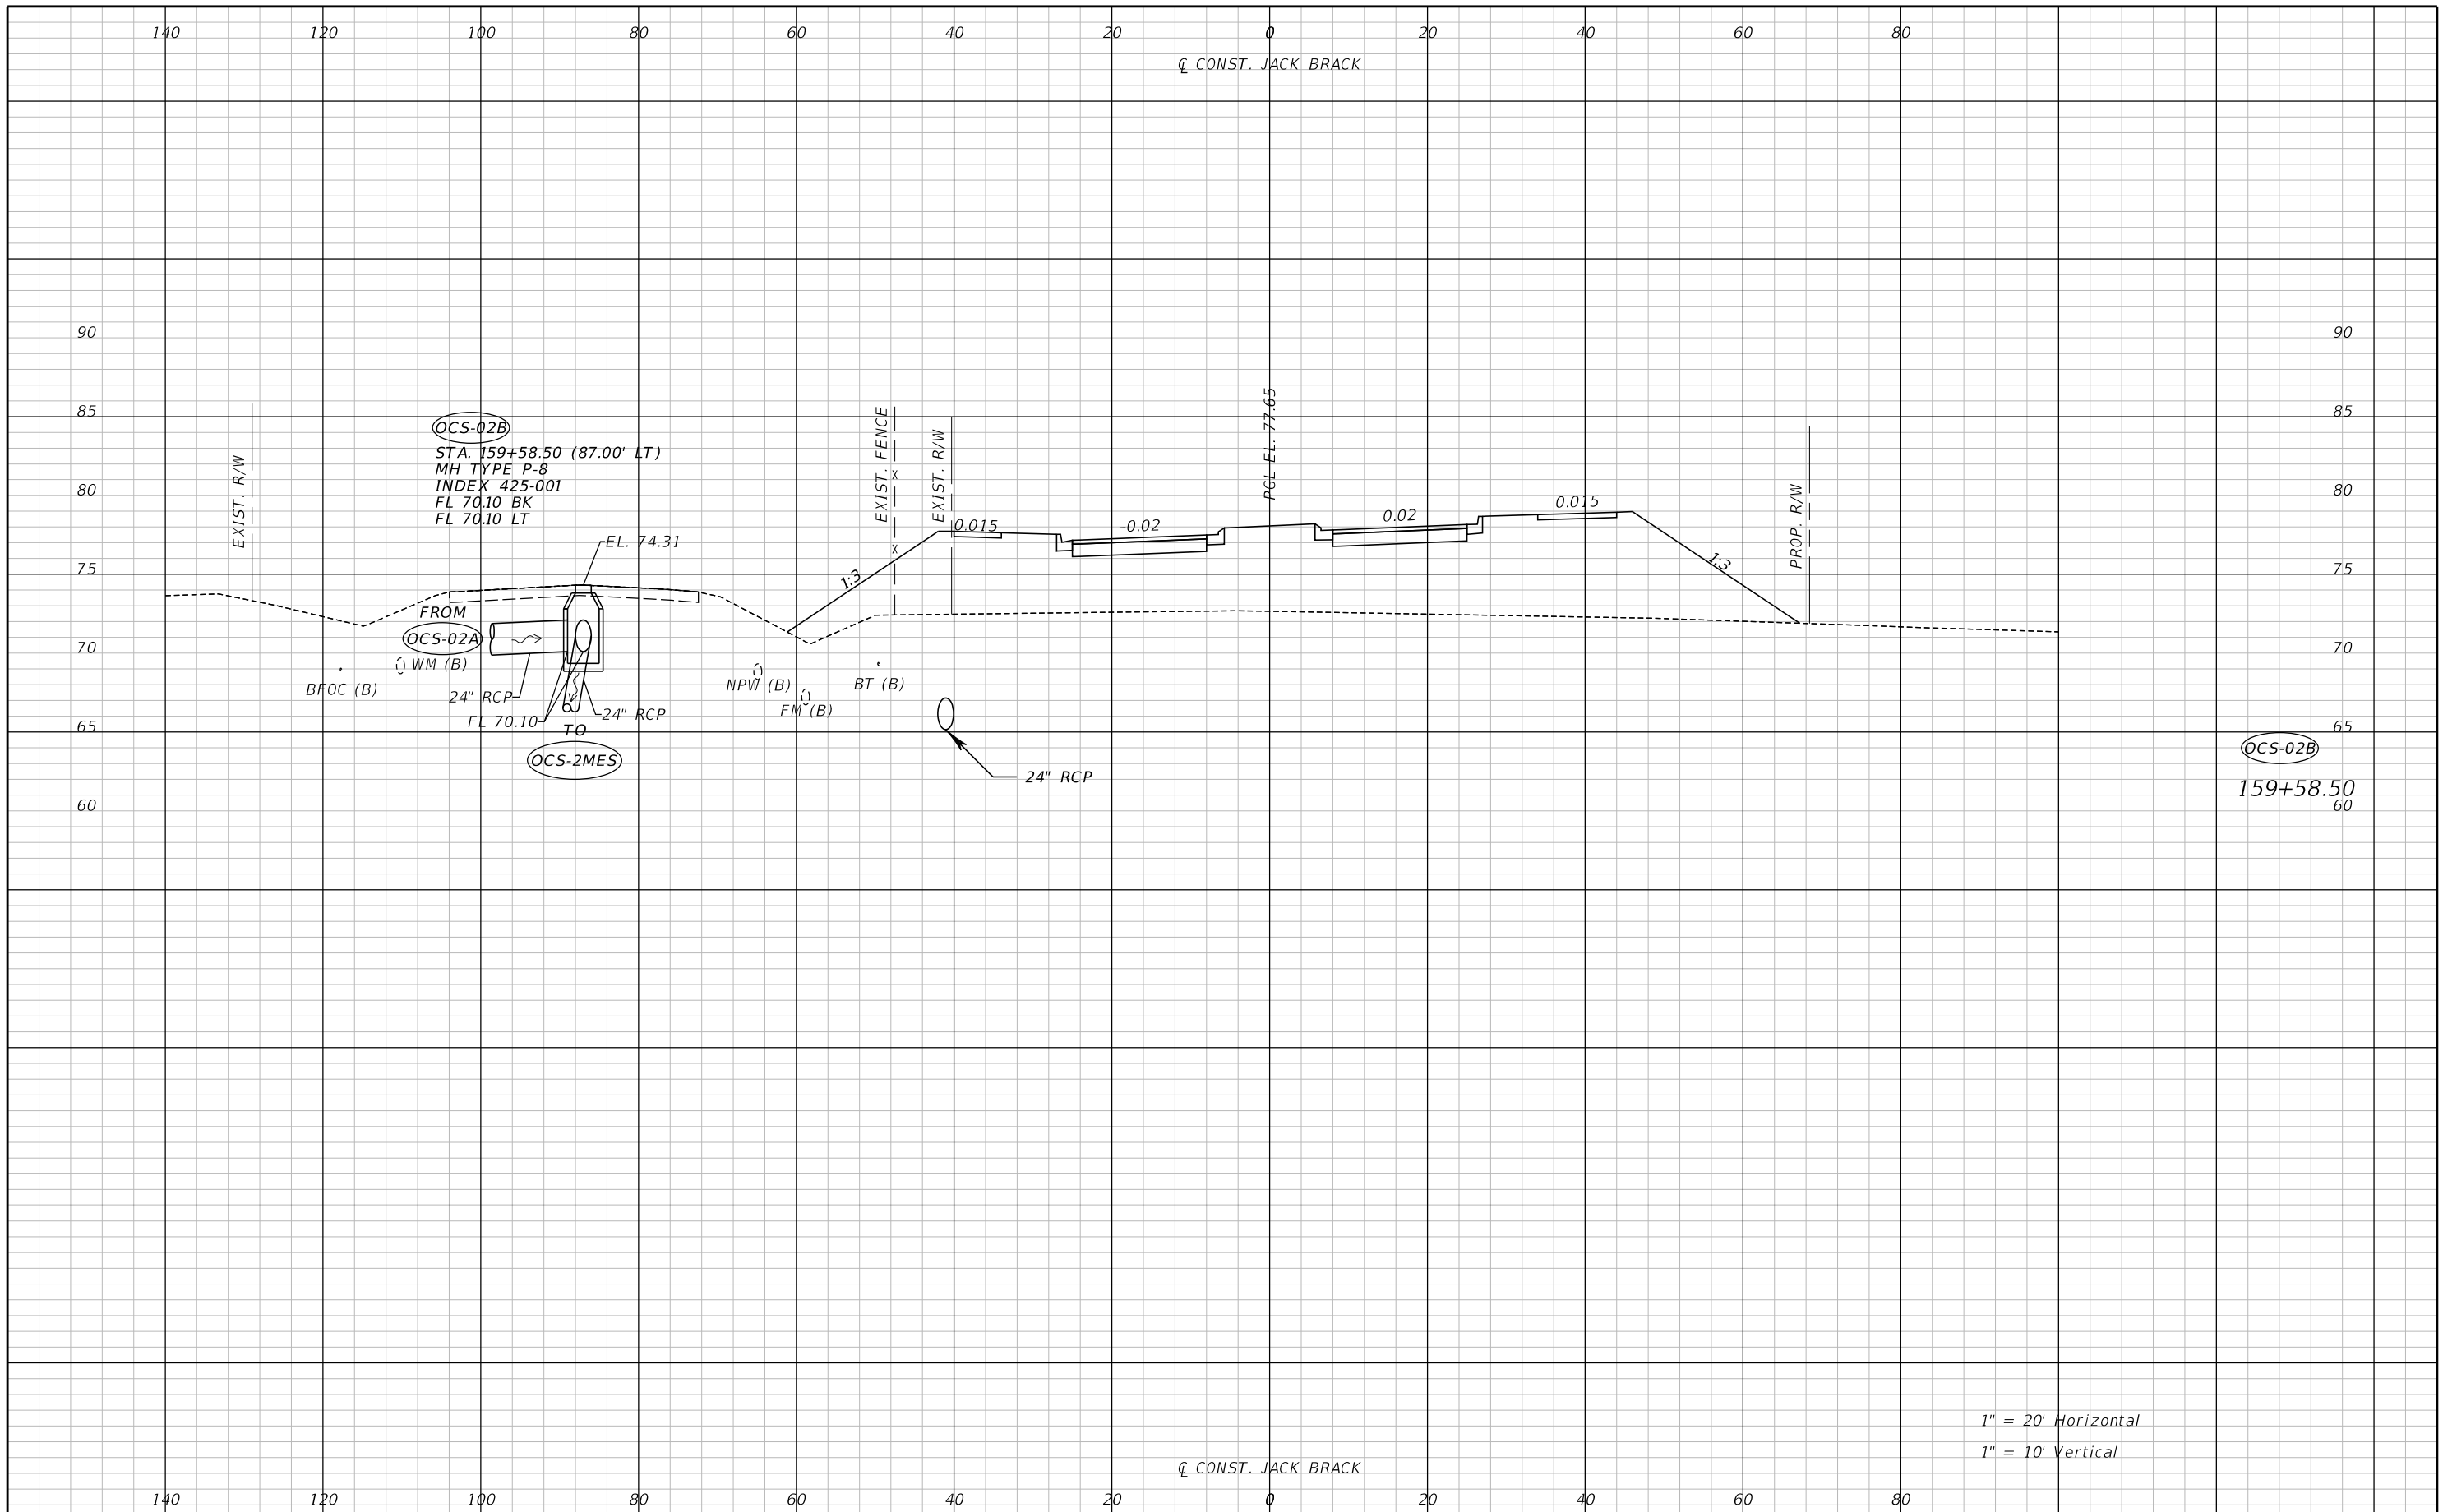 140 120 100 80 60 40 20 0 20 40 60 80
℄ CONST. JACK BRACK
90 90
85 85
80 80
75 75
70 70
65 65
60 60
EXIST. R/W
OCS-02B
STA. 159+58.50 (87.00' LT)
MH TYPE P-8
INDEX 425-001
FL 70.10 BK
FL 70.10 LT
EL. 74.31
FROM
OCS-02A
WM (B)
BFOC (B)
24" RCP
FL 70.10
24" RCP
TO
OCS-2MES
NPW (B)
FM (B)
BT (B)
24" RCP
1:3
EXIST. FENCE
X
X
EXIST. R/W
0.015
-0.02
PGL EL. 77.65
0.02
0.015
1:3
PROP. R/W
OCS-02B
159+58.50
1" = 20' Horizontal
1" = 10' Vertical
℄ CONST. JACK BRACK
140 120 100 80 60 40 20 0 20 40 60 80